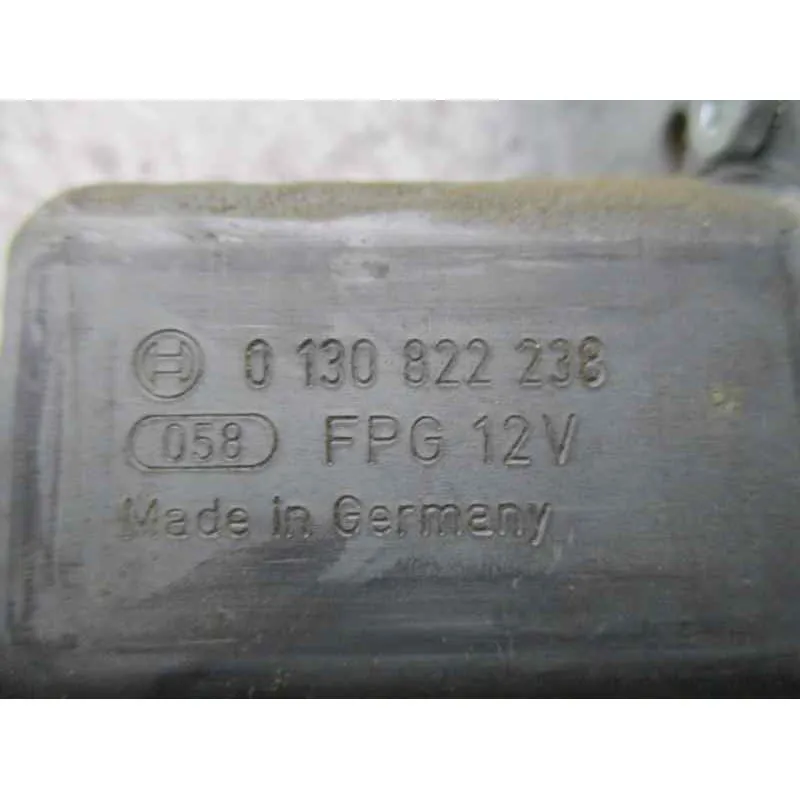 0 130 822 238
058 FPG 12V
Made in Germany